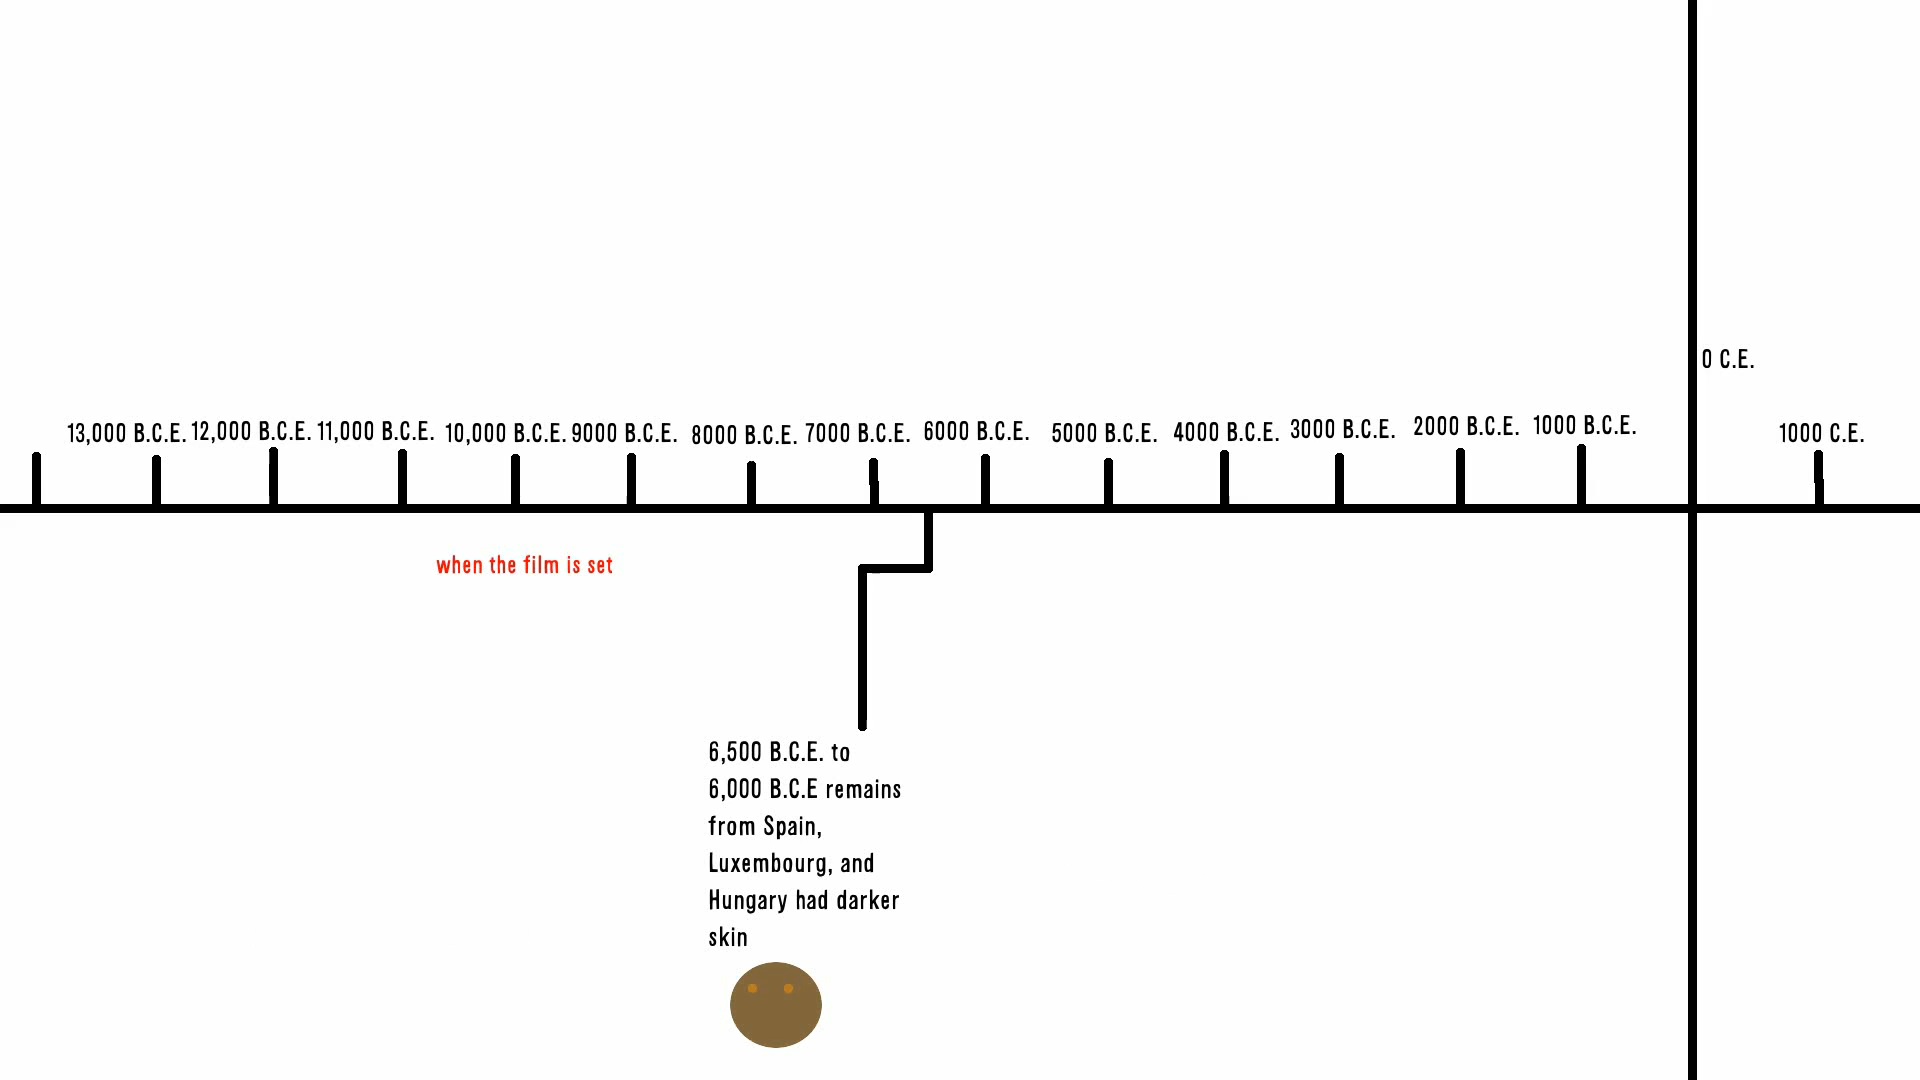 0 C.E.
13,000 B.C.E. 12,000 B.C.E. 11,000 B.C.E. 10,000 B.C.E. 9000 B.C.E. 8000 B.C.E. 7000 B.C.E. 6000 B.C.E. 5000 B.C.E. 4000 B.C.E. 3000 B.C.E. 2000 B.C.E. 1000 B.C.E. 1000 C.E.
when the film is set
6,500 B.C.E. to
6,000 B.C.E remains
from Spain,
Luxembourg, and
Hungary had darker
skin